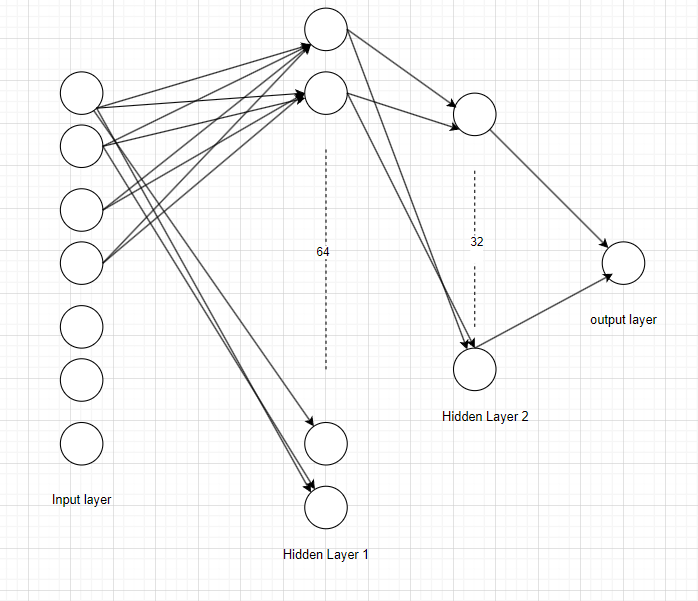 64
32
output layer
Hidden Layer 2
Input layer
Hidden Layer 1